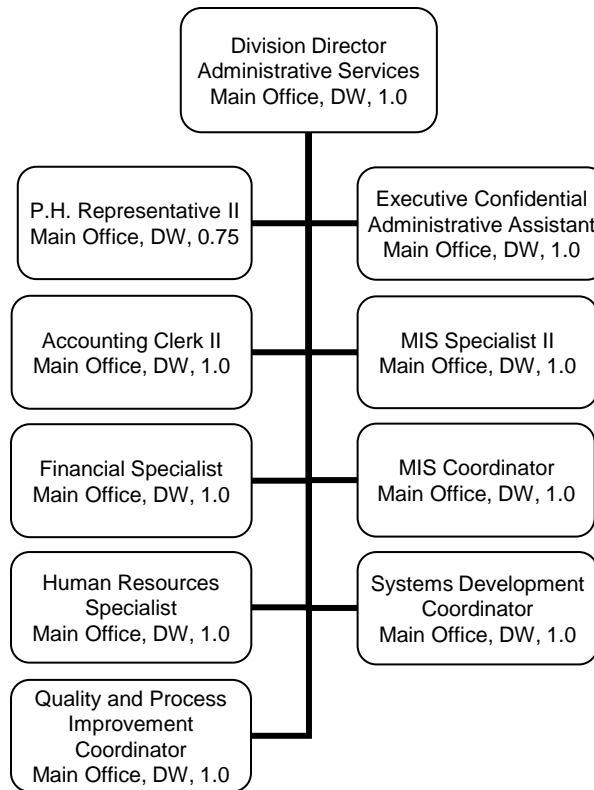 Division Director
Administrative Services
Main Office, DW, 1.0
P.H. Representative II
Main Office, DW, 0.75
Executive Confidential
Administrative Assistant
Main Office, DW, 1.0
Accounting Clerk II
Main Office, DW, 1.0
MIS Specialist II
Main Office, DW, 1.0
Financial Specialist
Main Office, DW, 1.0
MIS Coordinator
Main Office, DW, 1.0
Human Resources
Specialist
Main Office, DW, 1.0
Systems Development
Coordinator
Main Office, DW, 1.0
Quality and Process
Improvement
Coordinator
Main Office, DW, 1.0